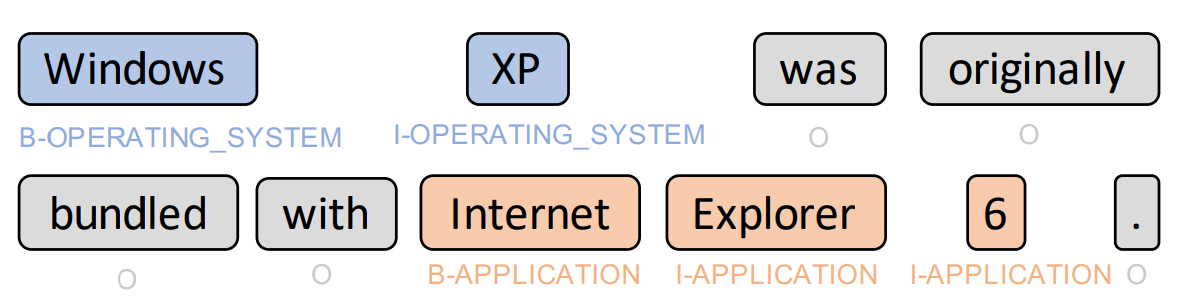 Windows XP was originally
B-OPERATING_SYSTEM I-OPERATING_SYSTEM O O
bundled with Internet Explorer 6 .
O O B-APPLICATION I-APPLICATION I-APPLICATION O